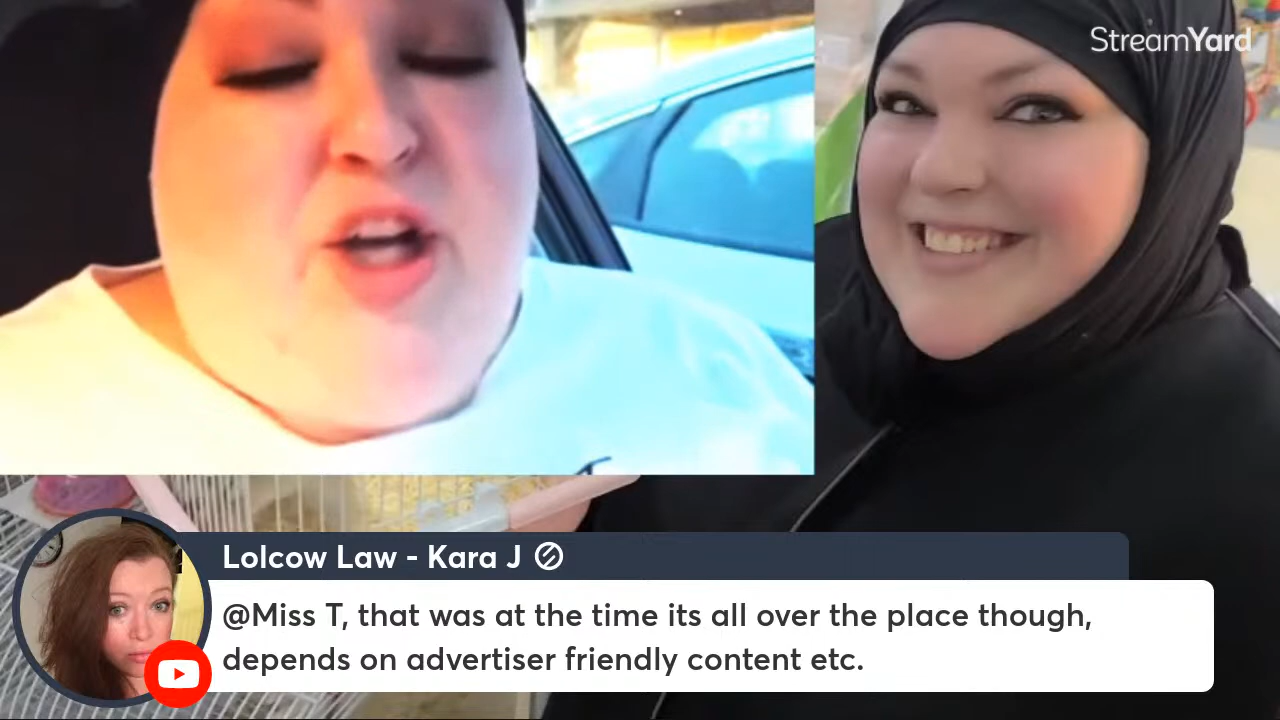 StreamYard
Lolcow Law - Kara J
@Miss T, that was at the time its all over the place though,
depends on advertiser friendly content etc.